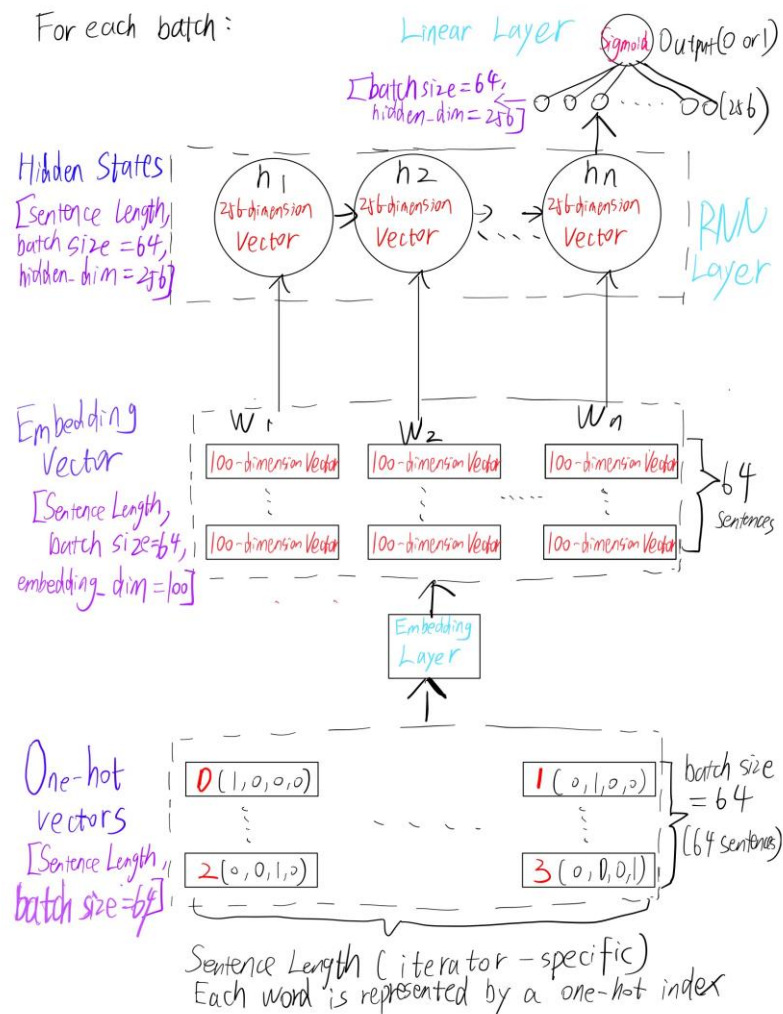 For each batch:
Linear Layer
Sigmoid Output(0 or 1)
[batch size=64,
hidden_dim=256]
(256)
Hidden States
[Sentence Length,
batch size=64,
hidden_dim=256]
h1
256-dimension
Vector
h2
256-dimension
Vector
hn
256-dimension
Vector
RNN
Layer
Embedding
Vector
[Sentence Length,
batch size=64,
embedding_dim=100]
W1
W2
Wn
100-dimension Vector 100-dimension Vector 100-dimension Vector
100-dimension Vector 100-dimension Vector 100-dimension Vector
64
Sentences
Embedding
Layer
One-hot
vectors
[Sentence Length,
batch size=64]
0(1,0,0,0)
1(0,1,0,0)
2(0,0,1,0)
3(0,0,0,1)
batch size
=64
(64 sentences)
Sentence Length (iterator-specific)
Each word is represented by a one-hot index